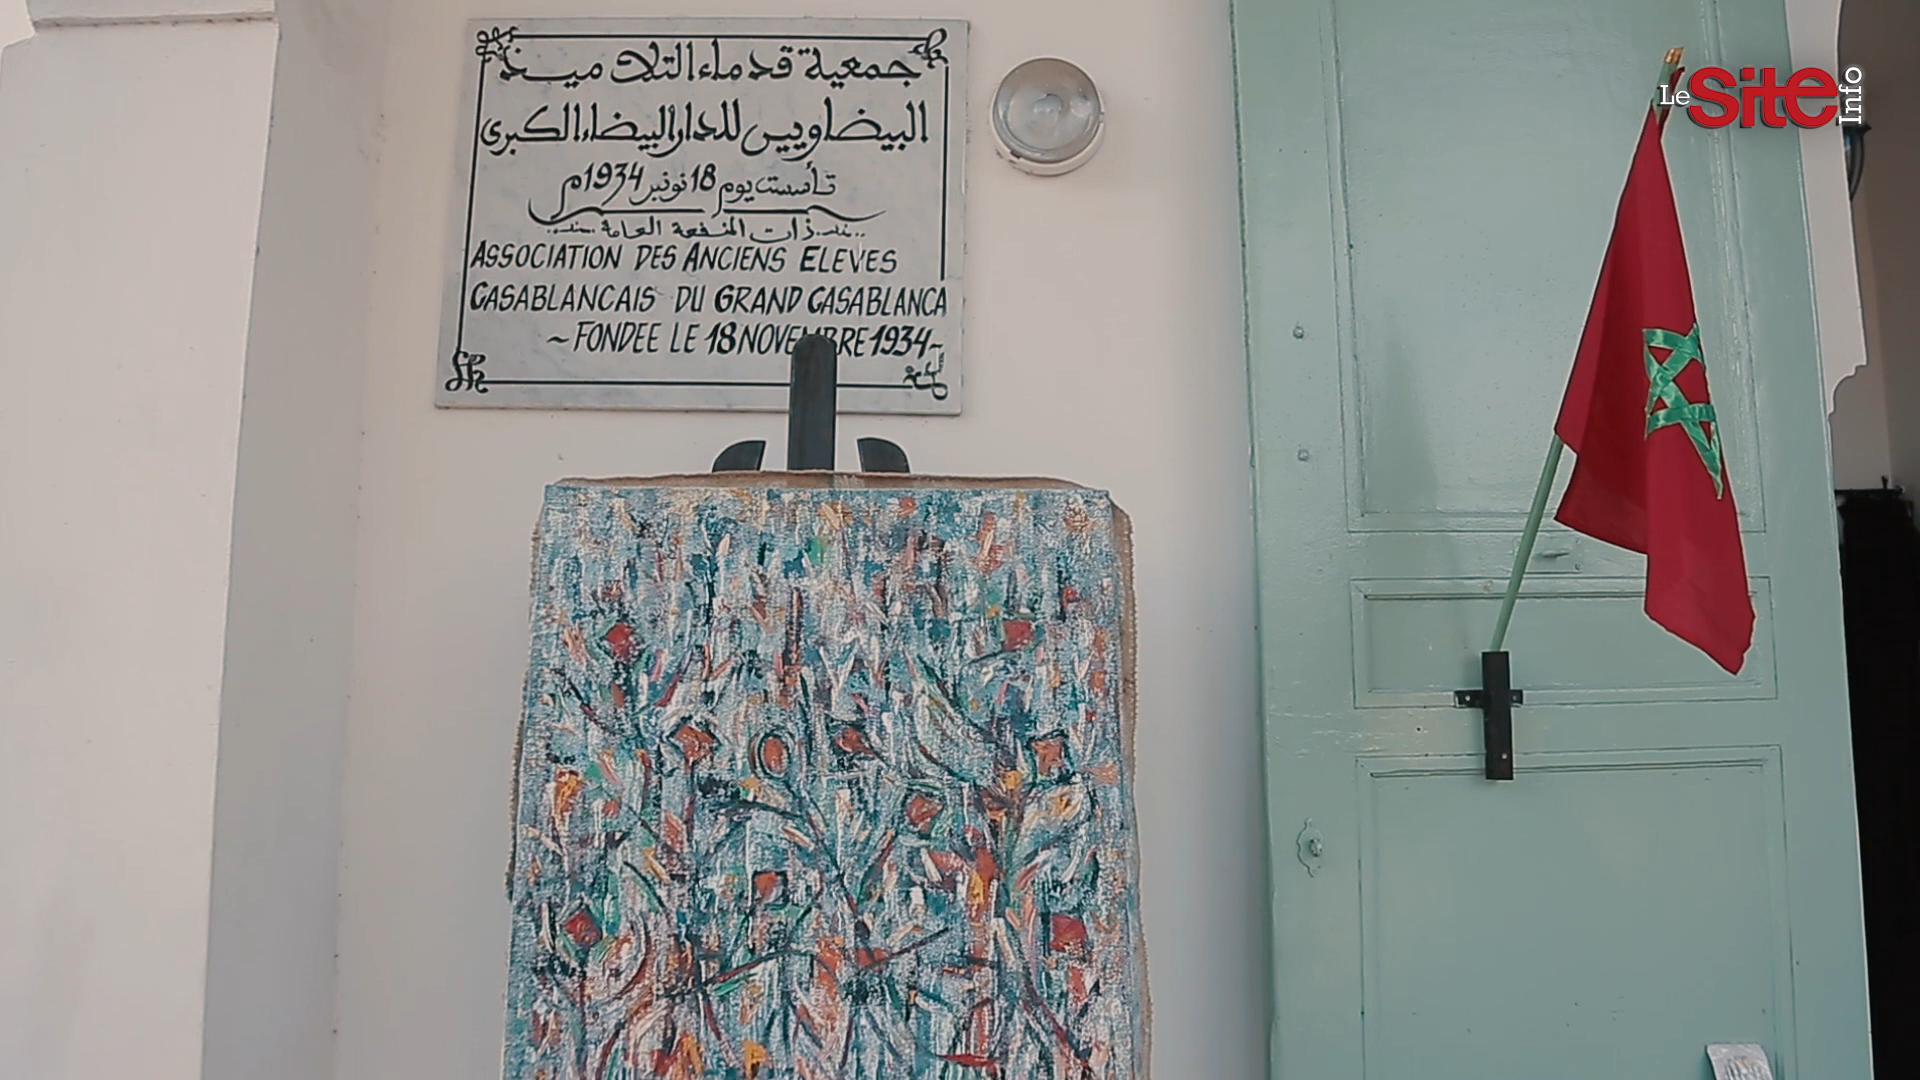 جمعية قدماء التلاميذ
البيضاويين للدار البيضاء الكبرى
تأسست يوم 18 نونبر 1934م
ذات المنفعة العامة
ASSOCIATION DES ANCIENS ELEVES
CASABLANCAIS DU GRAND CASABLANCA
~FONDEE LE 18 NOVEMBRE 1934~
Le Site Info